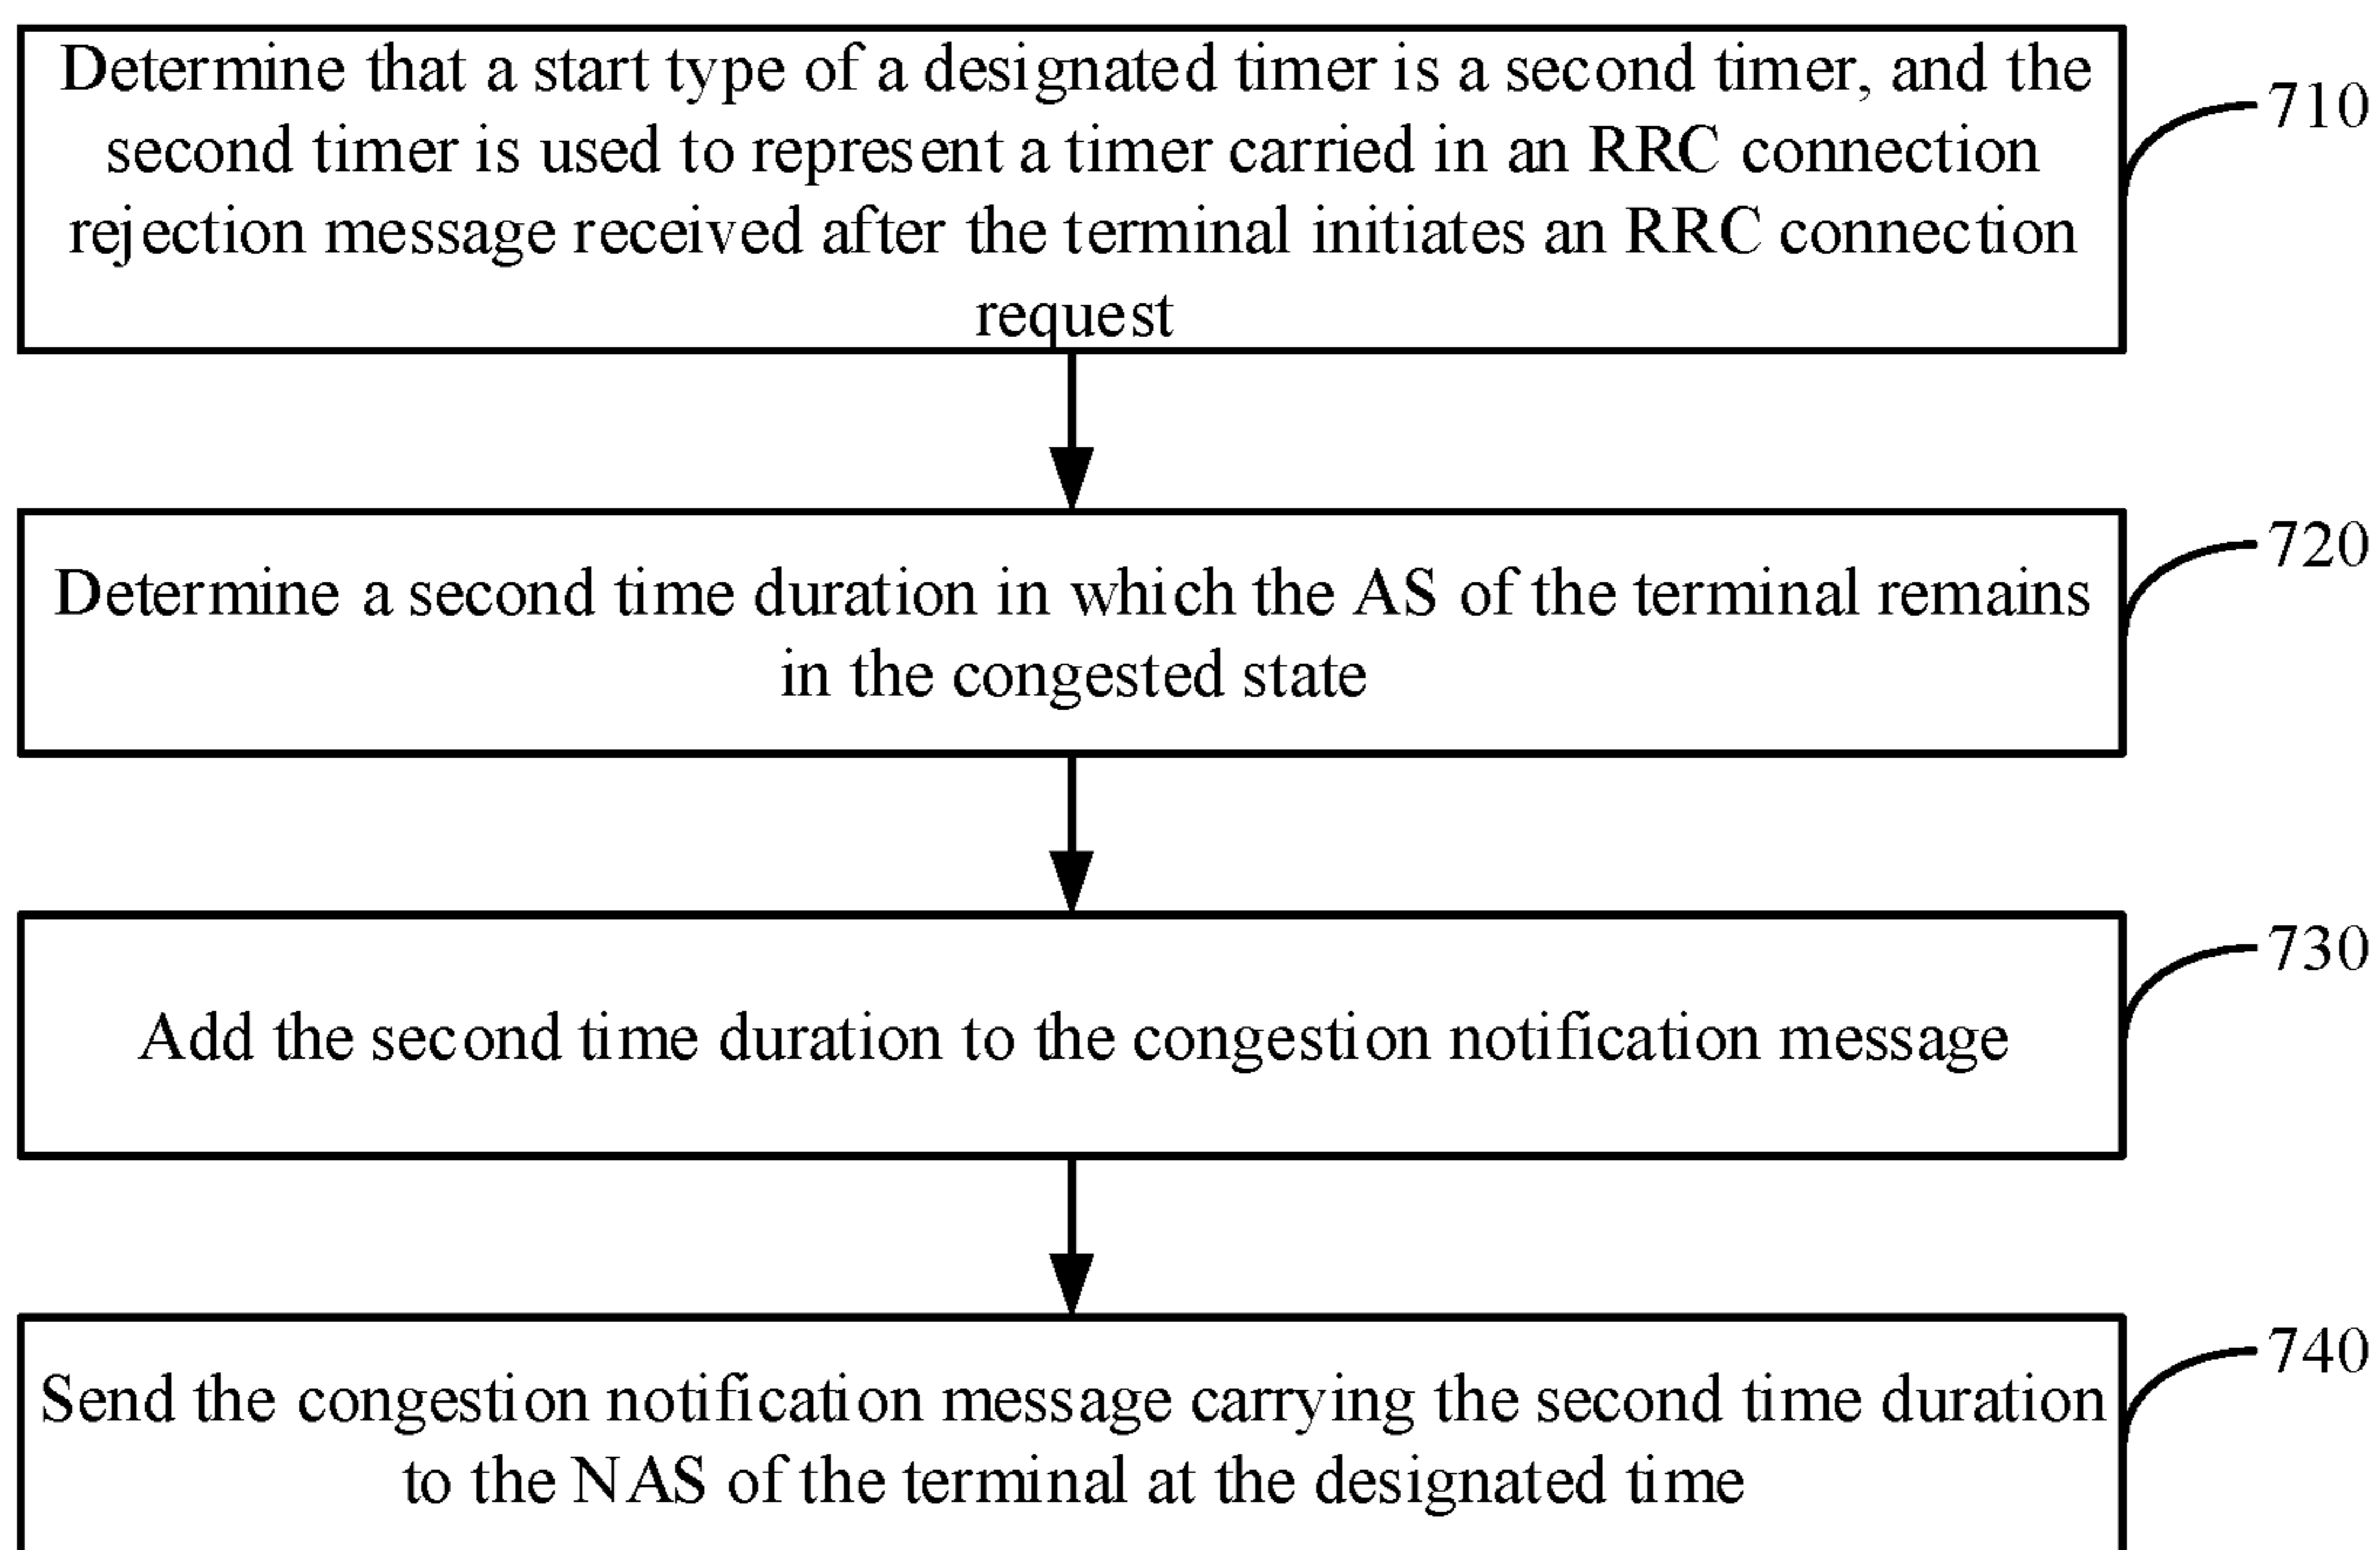 Determine that a start type of a designated timer is a second timer, and the
second timer is used to represent a timer carried in an RRC connection
rejection message received after the terminal initiates an RRC connection
request
710
Determine a second time duration in which the AS of the terminal remains
in the congested state
720
Add the second time duration to the congestion notification message
730
Send the congestion notification message carrying the second time duration
to the NAS of the terminal at the designated time
740